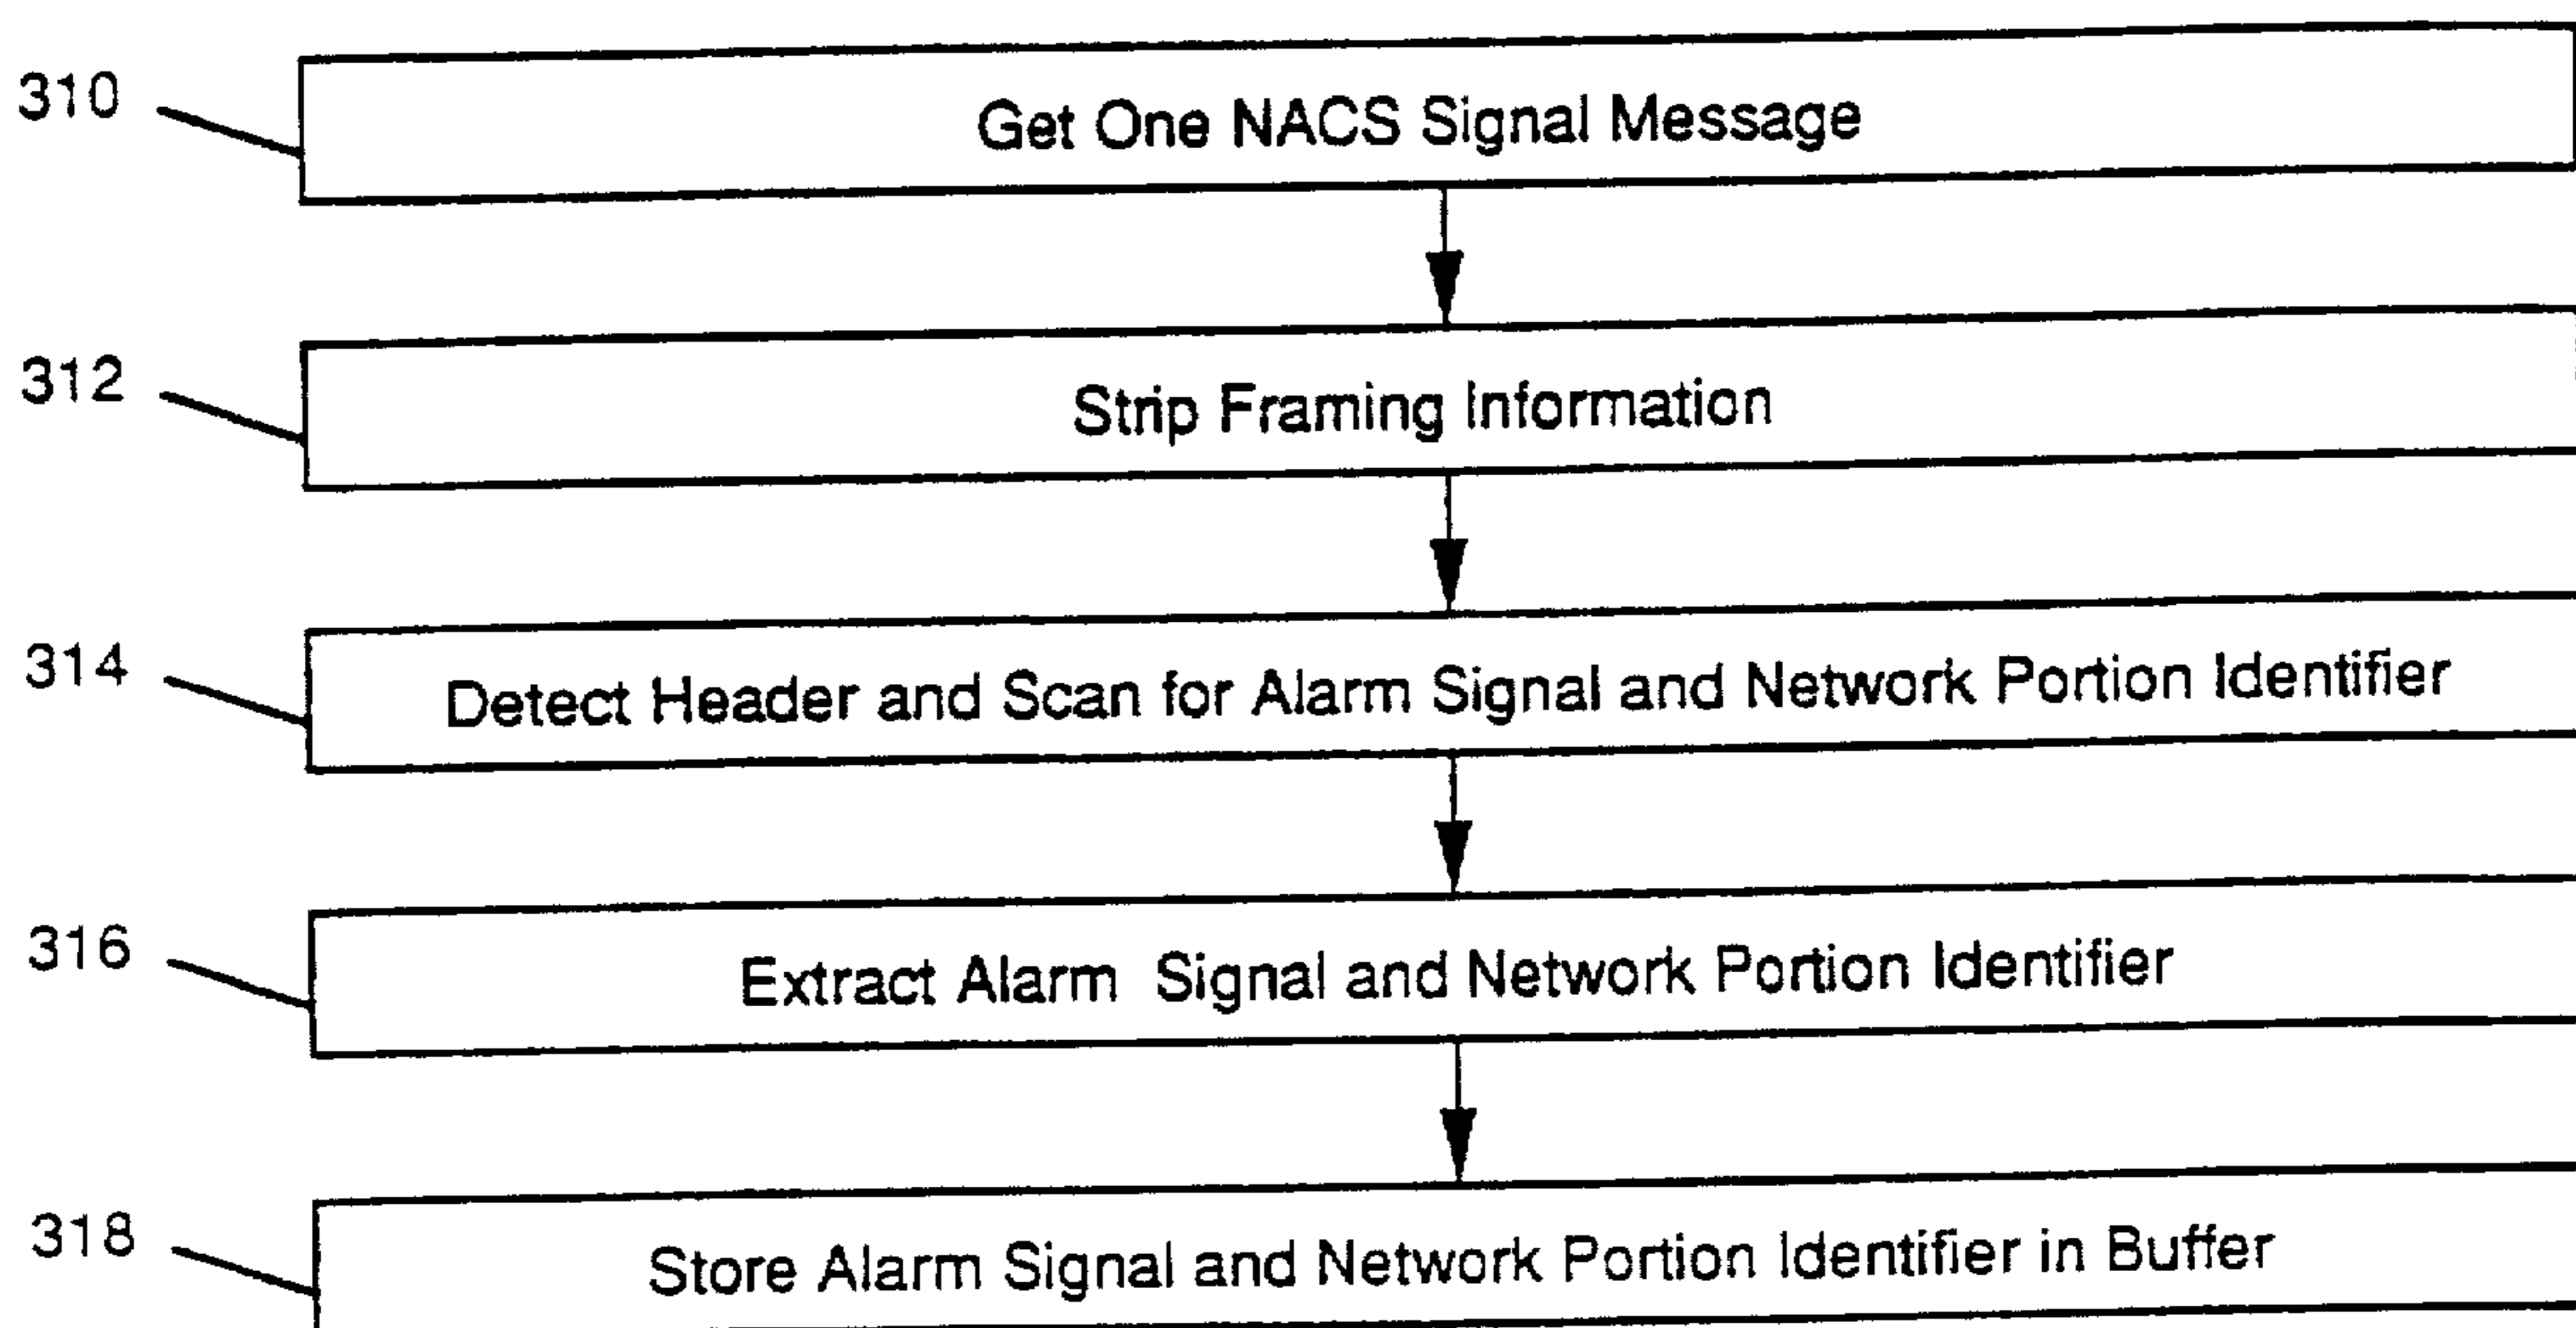 310
Get One NACS Signal Message
312
Strip Framing Information
314
Detect Header and Scan for Alarm Signal and Network Portion Identifier
316
Extract Alarm Signal and Network Portion Identifier
318
Store Alarm Signal and Network Portion Identifier in Buffer